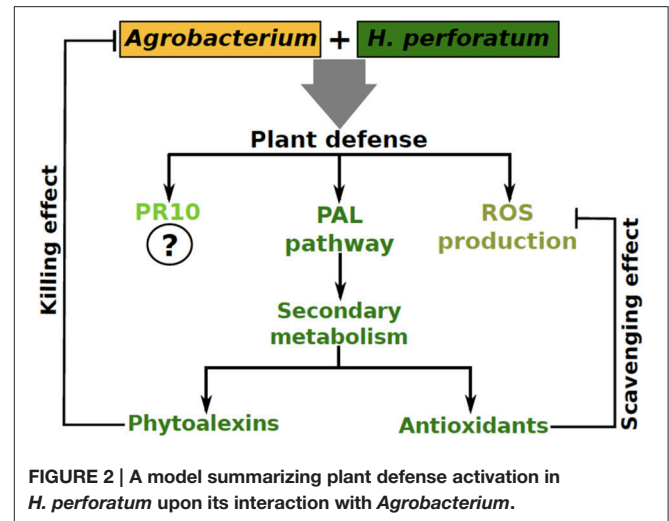 Agrobacterium + H. perforatum
Plant defense
PR10
?
PAL
pathway
ROS
production
Killing effect
Scavenging effect
Secondary
metabolism
Phytoalexins
Antioxidants
FIGURE 2 | A model summarizing plant defense activation in
H. perforatum upon its interaction with Agrobacterium.